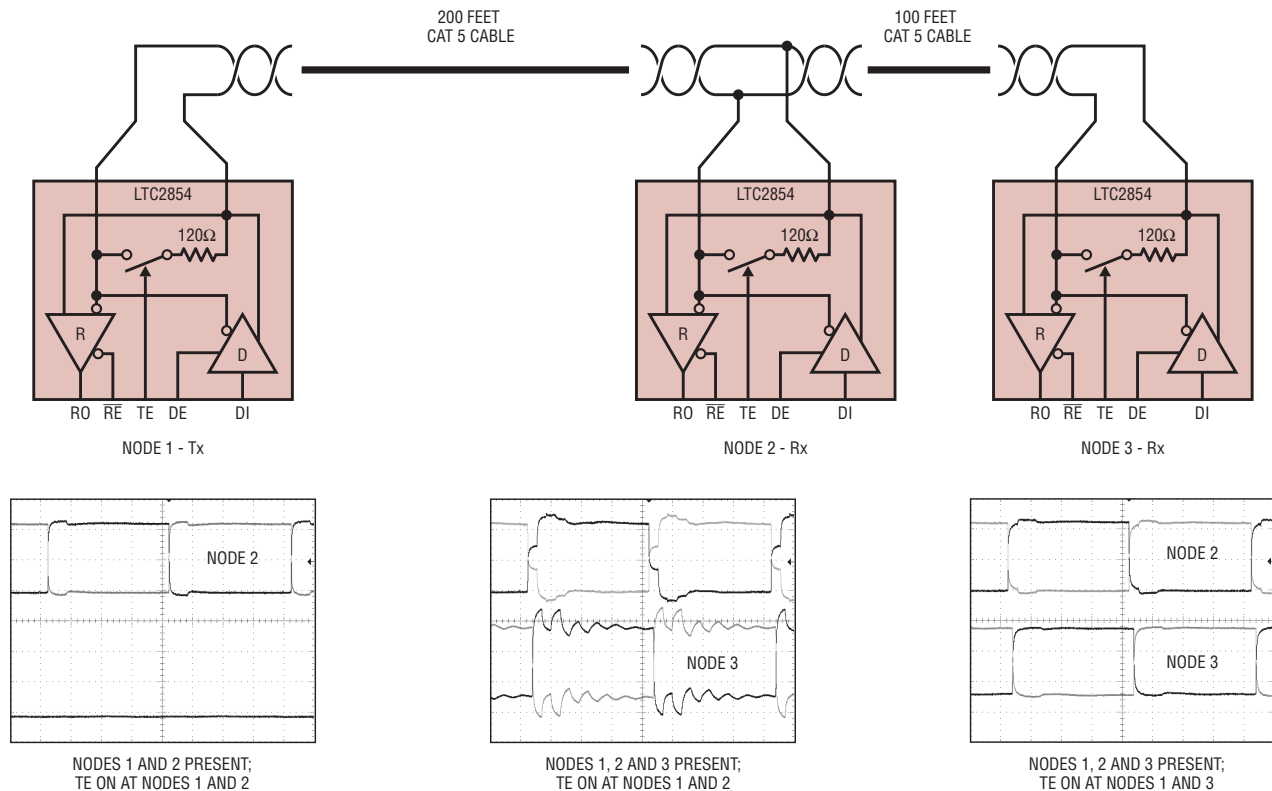 200 FEET
CAT 5 CABLE
100 FEET
CAT 5 CABLE
LTC2854
120Ω
R
D
RO RE TE DE DI
NODE 1 - Tx
LTC2854
120Ω
R
D
RO RE TE DE DI
NODE 2 - Rx
LTC2854
120Ω
R
D
RO RE TE DE DI
NODE 3 - Rx
NODE 2
NODES 1 AND 2 PRESENT;
TE ON AT NODES 1 AND 2
NODE 3
NODES 1, 2 AND 3 PRESENT;
TE ON AT NODES 1 AND 2
NODE 2
NODE 3
NODES 1, 2 AND 3 PRESENT;
TE ON AT NODES 1 AND 3